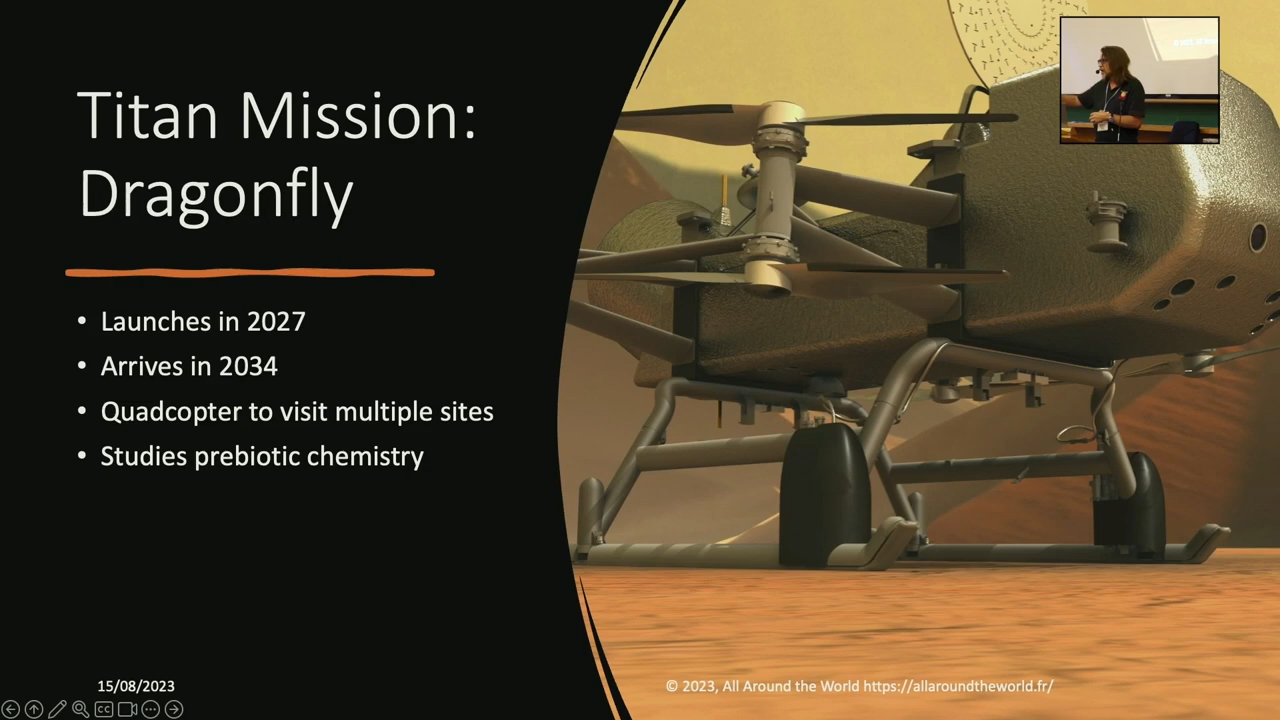 Titan Mission:
Dragonfly
• Launches in 2027
• Arrives in 2034
• Quadcopter to visit multiple sites
• Studies prebiotic chemistry
15/08/2023
© 2023, All Around the World https://allaroundtheworld.fr/
CC